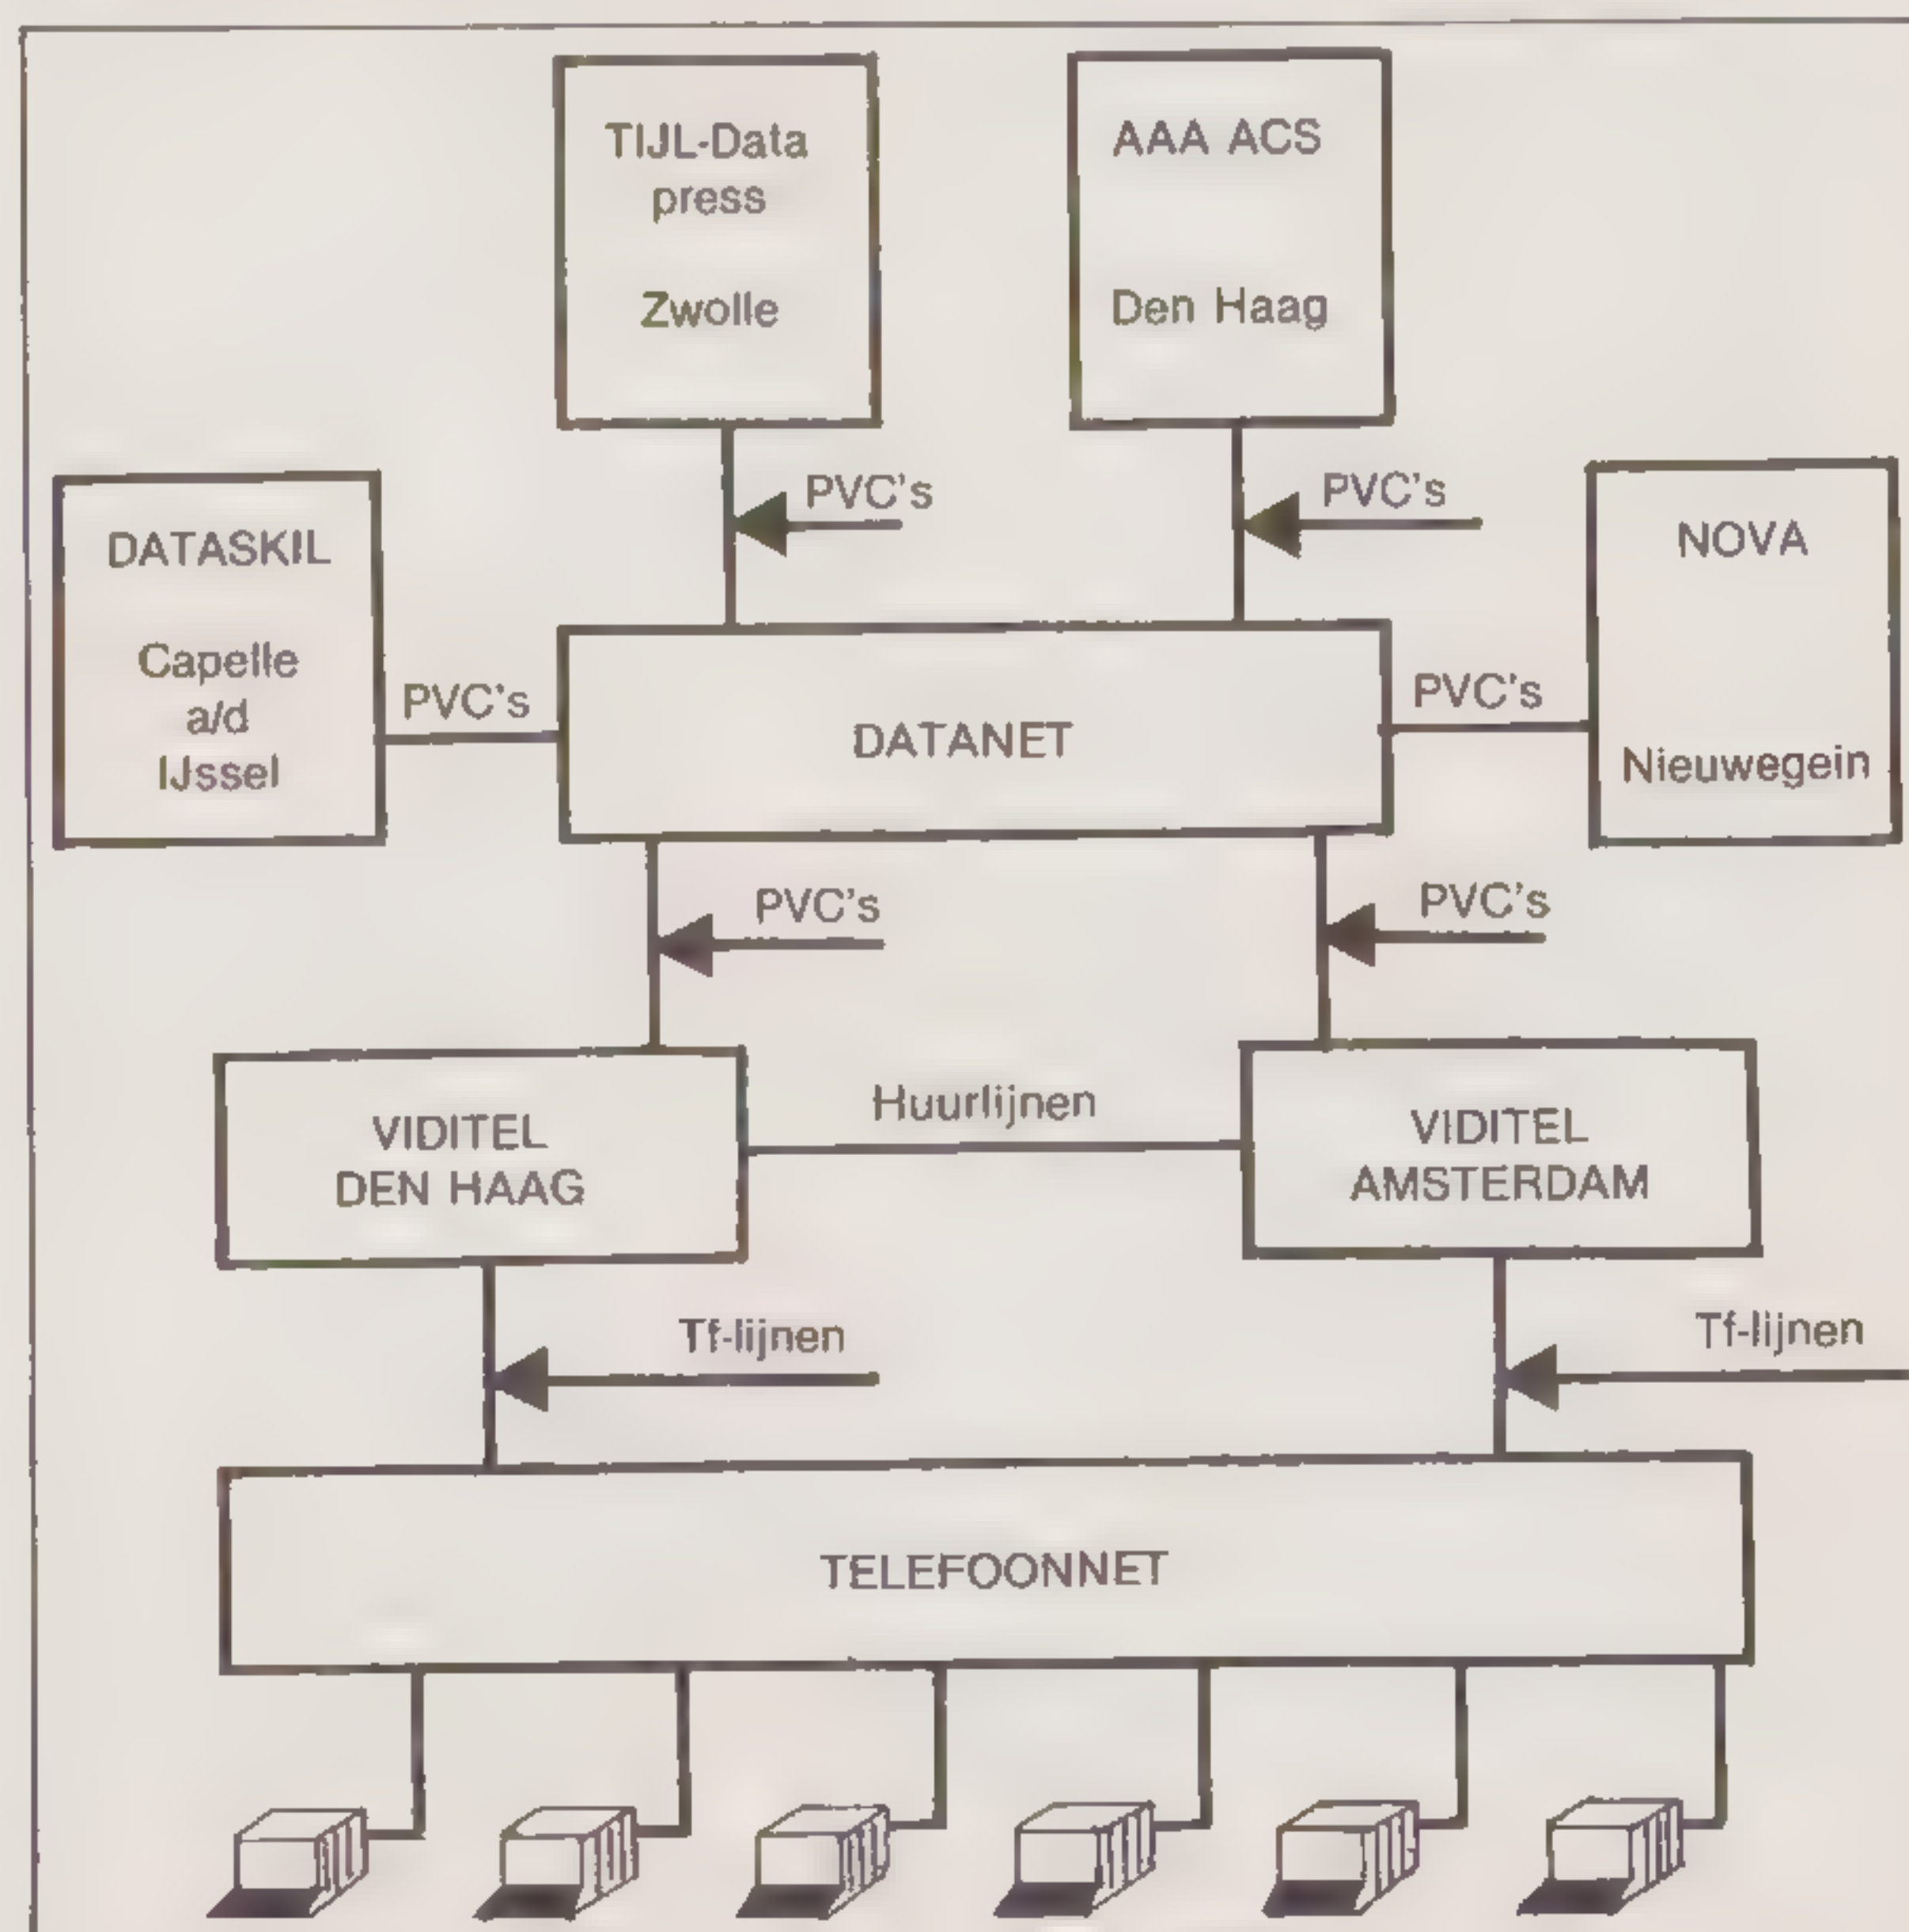 TIJL-Data
press
Zwolle
AAA ACS
Den Haag
PVC's
PVC's
DATASKIL
Capelle
a/d
IJssel
NOVA
Nieuwegein
PVC's
DATANET
PVC's
PVC's
PVC's
VIDITEL
DEN HAAG
Huurlijnen
VIDITEL
AMSTERDAM
Tf-lijnen
Tf-lijnen
TELEFOONNET